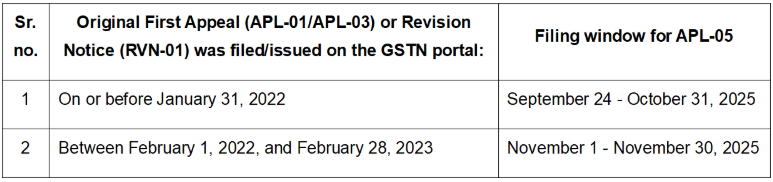 Sr. no.
Original First Appeal (APL-01/APL-03) or Revision
Notice (RVN-01) was filed/issued on the GSTN portal:
Filing window for APL-05
1
On or before January 31, 2022
September 24 - October 31, 2025
2
Between February 1, 2022, and February 28, 2023
November 1 - November 30, 2025